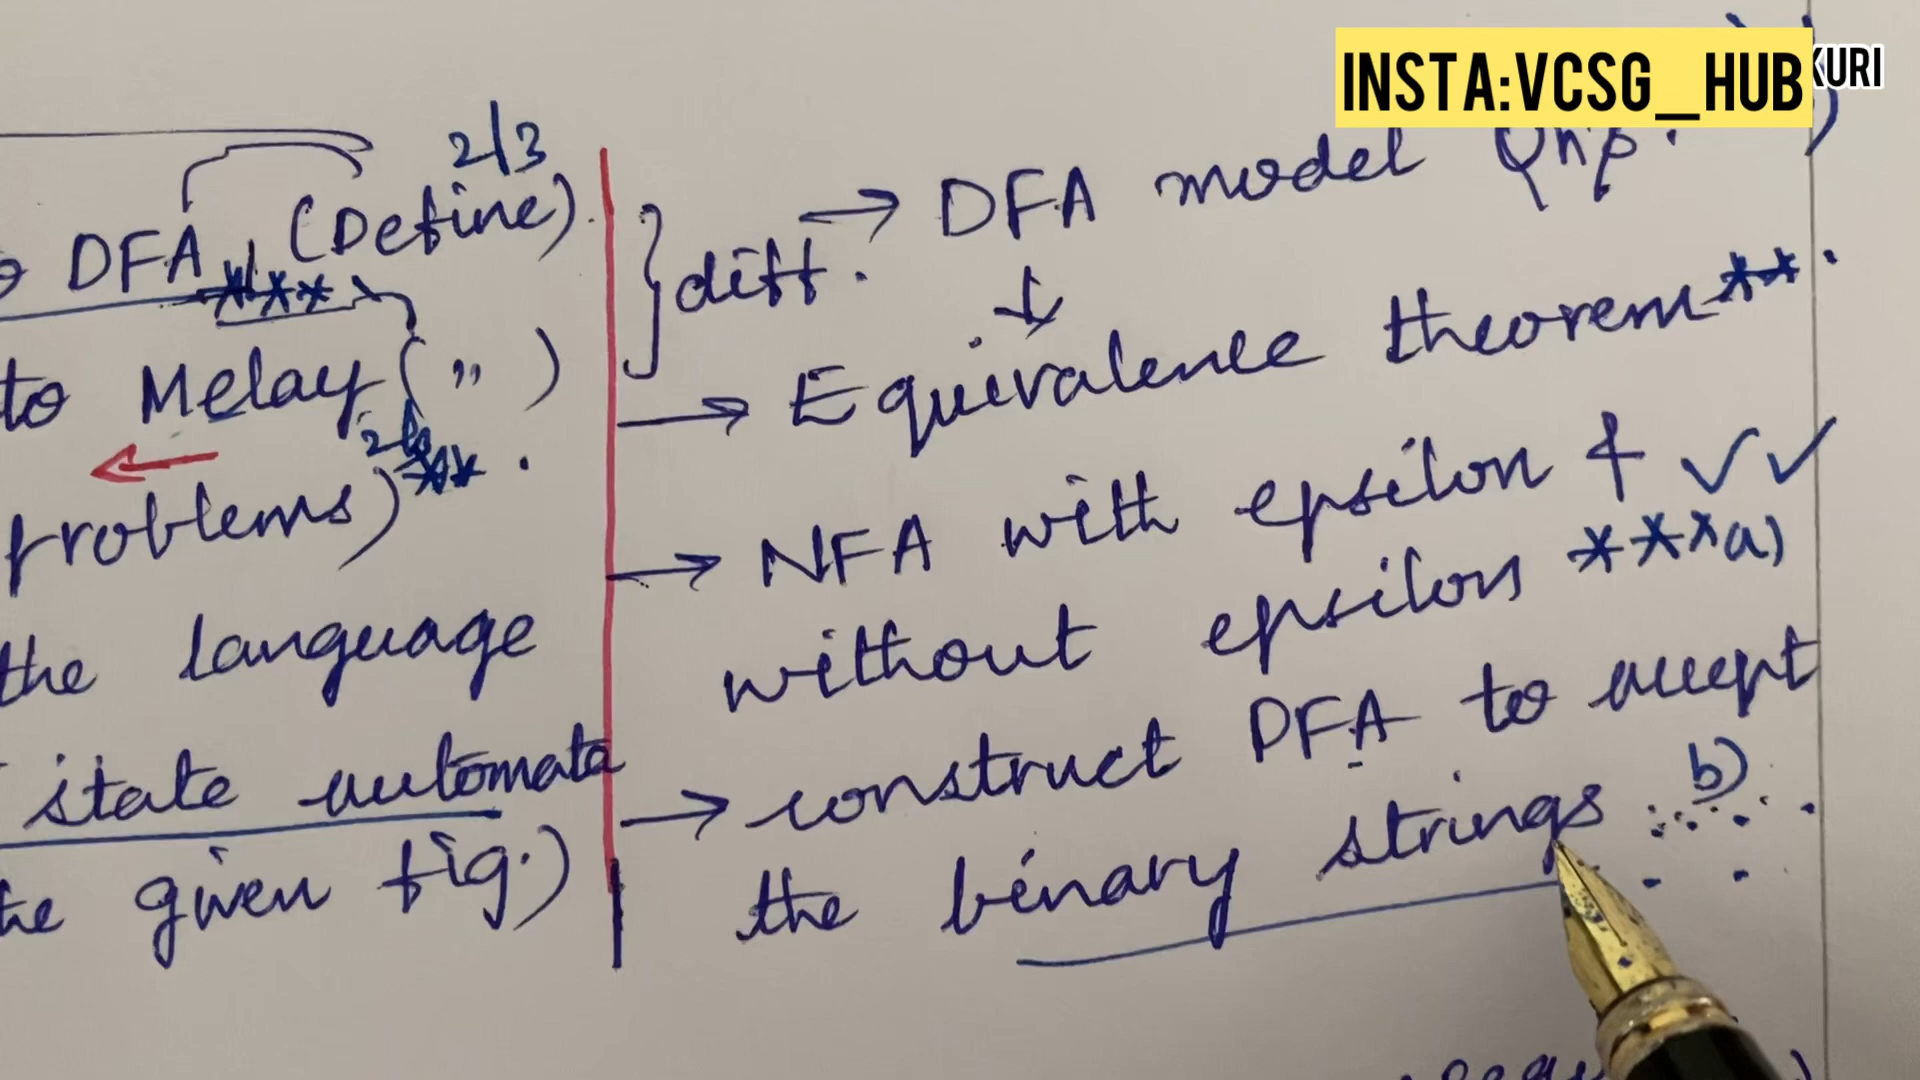 INSTA:VCSG_HUB
KURI
2/3
DFA (Define).
***
to Melay ( " )
problems) **.
the language
state automata
given fig.)
} diff. → DFA model
↓
→ Equivalence theorem **.
→ NFA with epsilon & ✓✓
without epsilon *** a)
→ construct DFA to accept
the binary strings b)